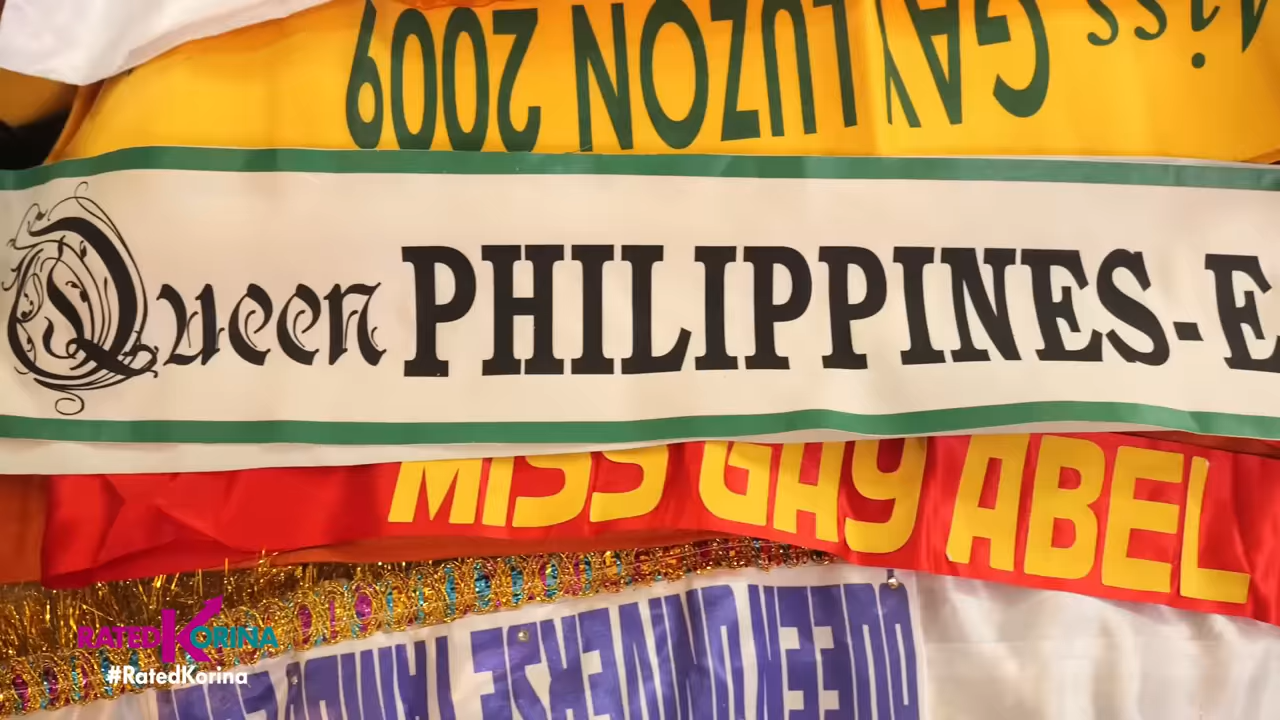 Miss GAY LUZON 2009
Queen PHILIPPINES-E
MISS GAY ABEL
QUEEN UNIVERSE
RATED KORINA
#RatedKorina